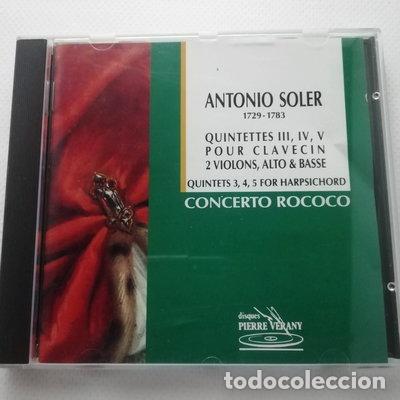 ANTONIO SOLER
1729-1783
QUINTETTES III, IV, V
POUR CLAVECIN
2 VIOLONS, ALTO & BASSE
QUINTETS 3, 4, 5 FOR HARPSICHORD
CONCERTO ROCOCO
disques
PIERRE VERANY
todocoleccion